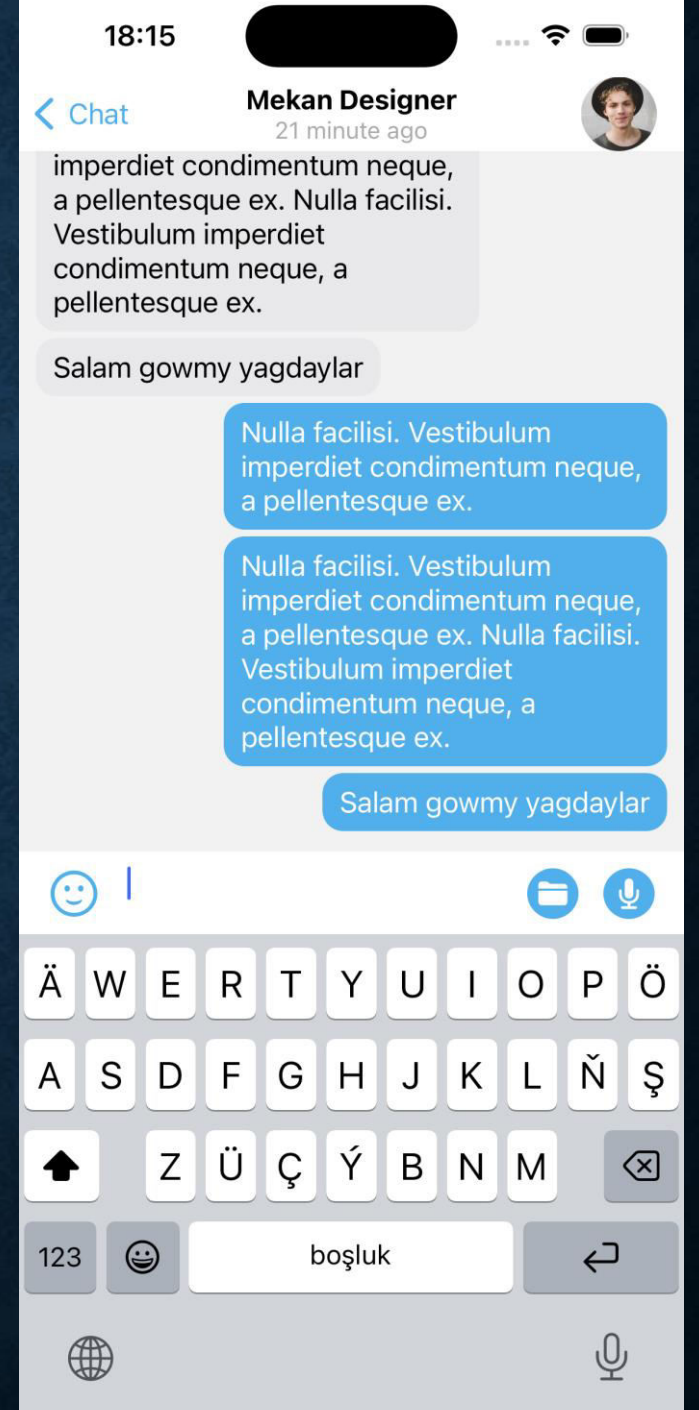 18:15
Chat
Mekan Designer
21 minute ago
imperdiet condimentum neque,
a pellentesque ex. Nulla facilisi.
Vestibulum imperdiet
condimentum neque, a
pellentesque ex.
Salam gowmy yagdaylar
Nulla facilisi. Vestibulum
imperdiet condimentum neque,
a pellentesque ex.
Nulla facilisi. Vestibulum
imperdiet condimentum neque,
a pellentesque ex. Nulla facilisi.
Vestibulum imperdiet
condimentum neque, a
pellentesque ex.
Salam gowmy yagdaylar
Ä W E R T Y U I O P Ö
A S D F G H J K L Ň Ş
Z Ü Ç Ý B N M
123 boşluk